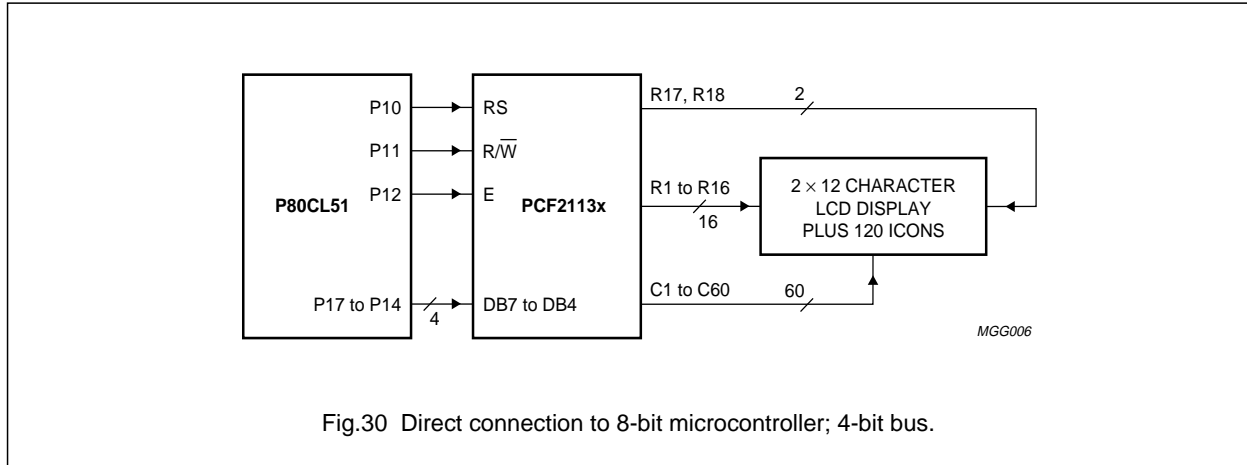 P80CL51
P10
P11
P12
P17 to P14
4
RS
R/W̅
E
DB7 to DB4
PCF2113x
R17, R18
2
R1 to R16
16
C1 to C60
60
2 × 12 CHARACTER
LCD DISPLAY
PLUS 120 ICONS
MGG006
Fig.30 Direct connection to 8-bit microcontroller; 4-bit bus.